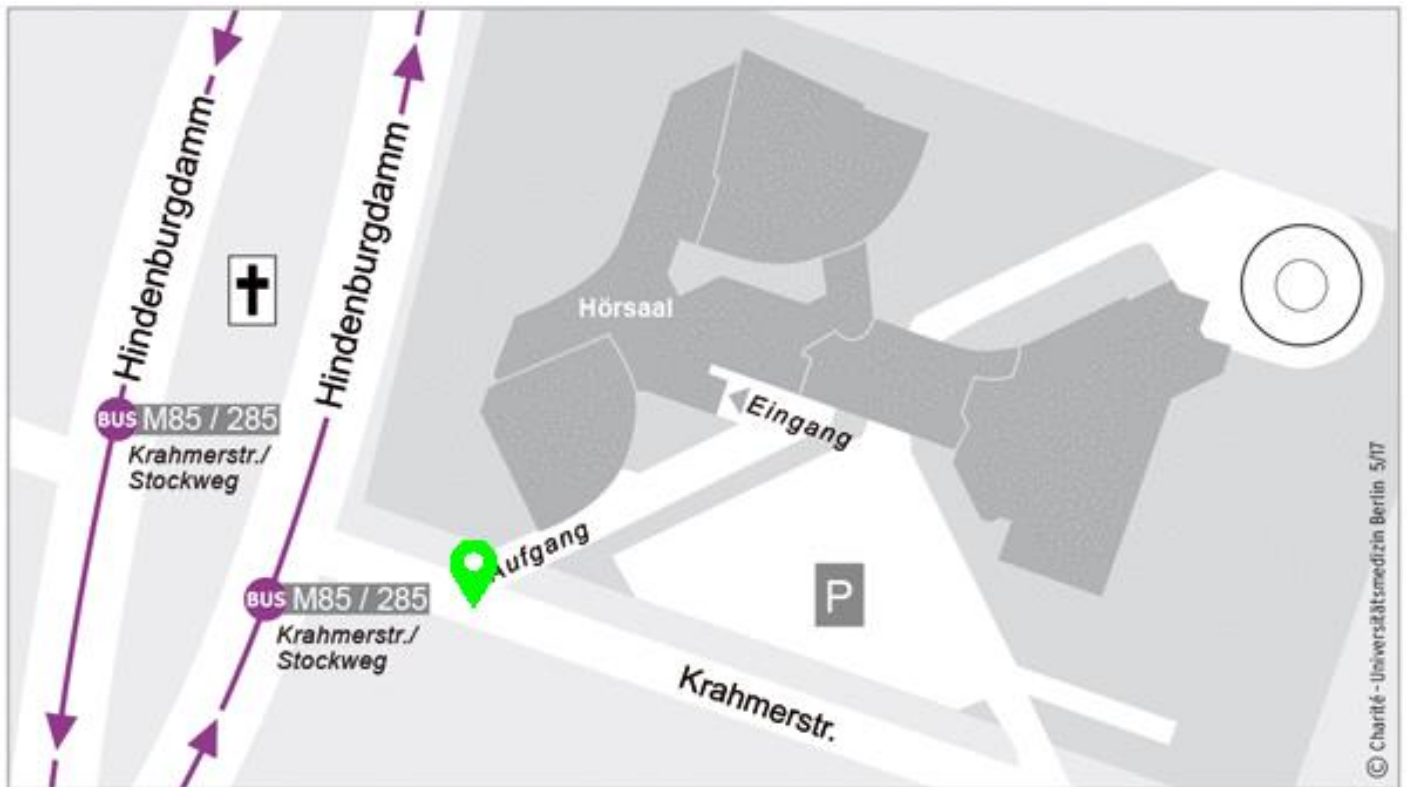 Hindenburgdamm
Hindenburgdamm
Hörsaal
Eingang
BUS M85 / 285
Krahmerstr./
Stockweg
Aufgang
BUS M85 / 285
Krahmerstr./
Stockweg
P
Krahmerstr.
© Charité - Universitätsmedizin Berlin 5/17